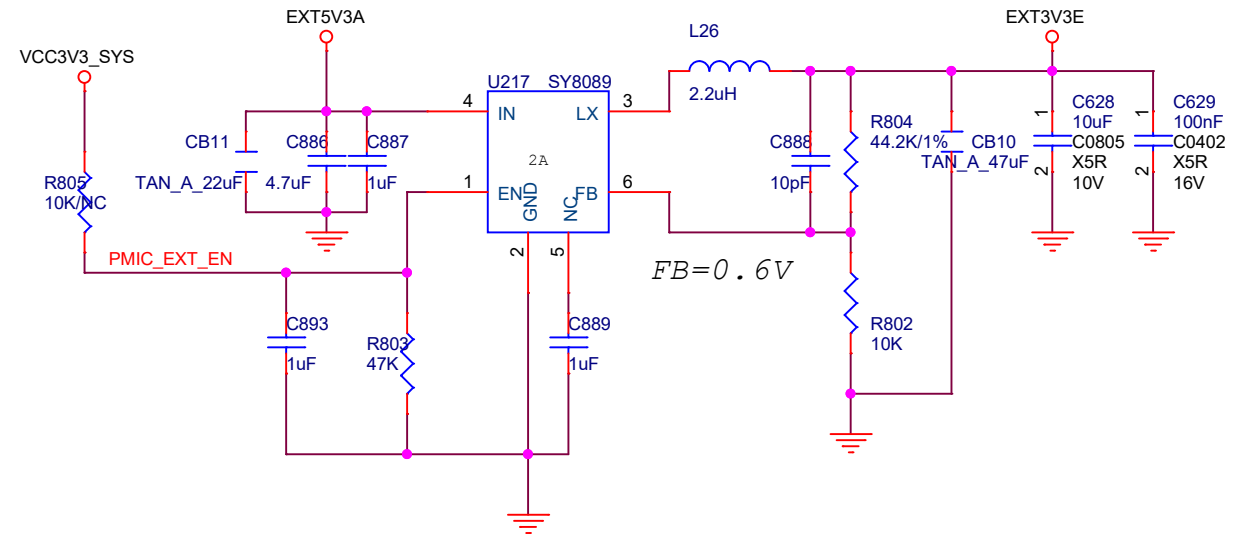 EXT5V3A
EXT3V3E
VCC3V3_SYS
L26
2.2uH
U217 SY8089
4
IN
LX
3
2A
1
EN
GND
NC
FB
6
2
5
CB11
TAN_A_22uF
C886
4.7uF
C887
1uF
R805
10K/NC
PMIC_EXT_EN
C893
1uF
R803
47K
C889
1uF
FB=0.6V
C888
10pF
R804
44.2K/1%
CB10
TAN_A_47uF
R802
10K
1
2
C628
10uF
C0805
X5R
10V
1
2
C629
100nF
C0402
X5R
16V